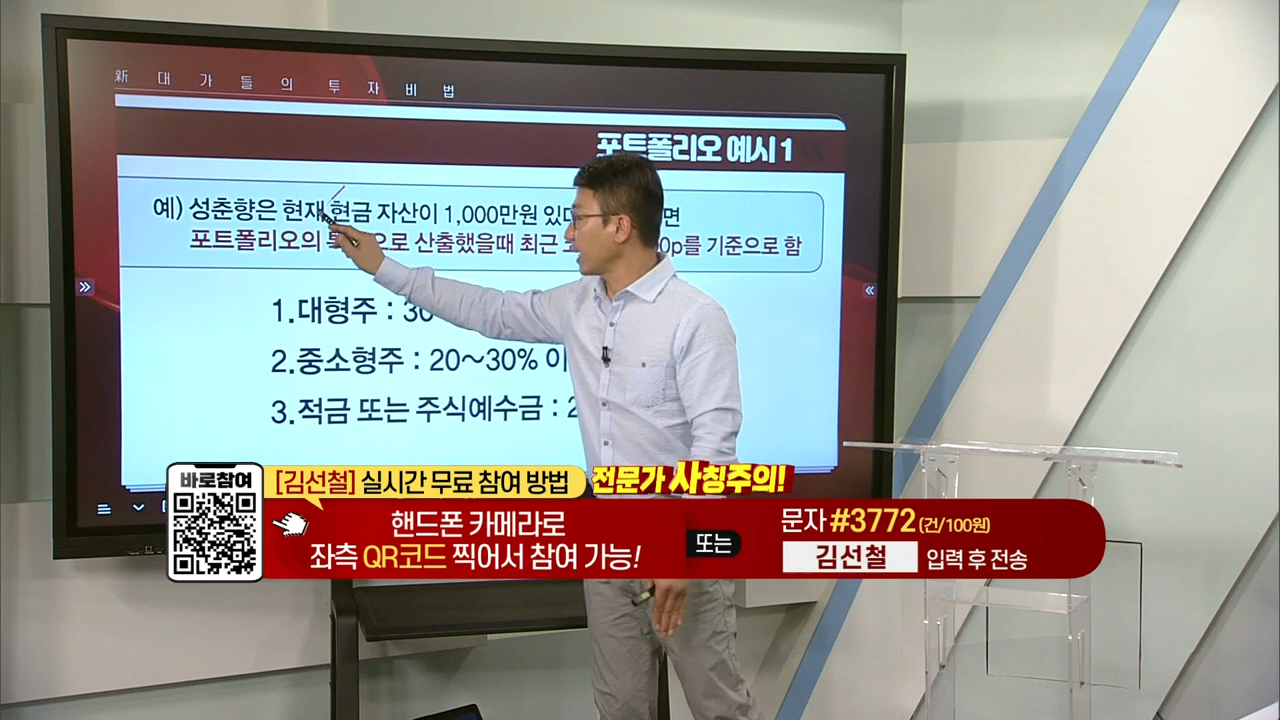 新 대가들의 투자비법
포트폴리오 예시 1
예) 성춘향은 현재 현금 자산이 1,000만원 면
포트폴리오의 으로 산출했을때 최근 를 기준으로 함
1.대형주 :
2.중소형주 : 20~30%
3.적금 또는 주식예수금 :
바로참여
[김선철] 실시간 무료 참여 방법
전문가 사칭주의!
핸드폰 카메라로
좌측 QR코드 찍어서 참여 가능!
또는
문자 #3772 (건/100원)
김선철 입력 후 전송